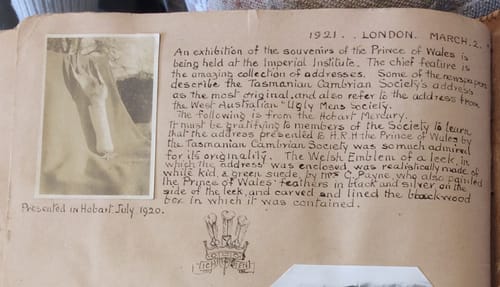 1921 . . LONDON. MARCH. 2.
An exhibition of the souvenirs of the Prince of Wales is
being held at the Imperial Institute. The chief feature is
the amazing collection of addresses. Some of the newspapers
describe the Tasmanian Cambrian Society's address
as the most original, and also refer to the address from
the West Australian "Ugly Mens Society.
The following is from the Hobart Mercury.
It must be gratifying to members of the Society to learn
that the address presented to H.R.H the Prince of Wales by
the Tasmanian Cambrian Society was so much admired
for its originality. The Welsh Emblem of a leek, in
which the address was enclosed was realistically made of
white kid, & green suede, by Mrs C. Payne, who also painted
the Prince of Wales' feathers in black and silver, on the
side of the leek, and carved and lined the blackwood
box in which it was contained.
Presented in Hobart July 1920.
ICH DIEN